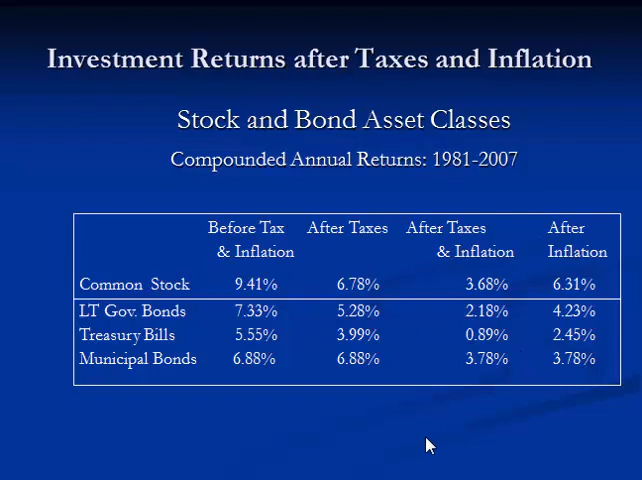 Investment Returns after Taxes and Inflation
Stock and Bond Asset Classes
Compounded Annual Returns: 1981-2007
Before Tax After Taxes After Taxes After
& Inflation & Inflation Inflation
Common Stock 9.41% 6.78% 3.68% 6.31%
LT Gov. Bonds 7.33% 5.28% 2.18% 4.23%
Treasury Bills 5.55% 3.99% 0.89% 2.45%
Municipal Bonds 6.88% 6.88% 3.78% 3.78%